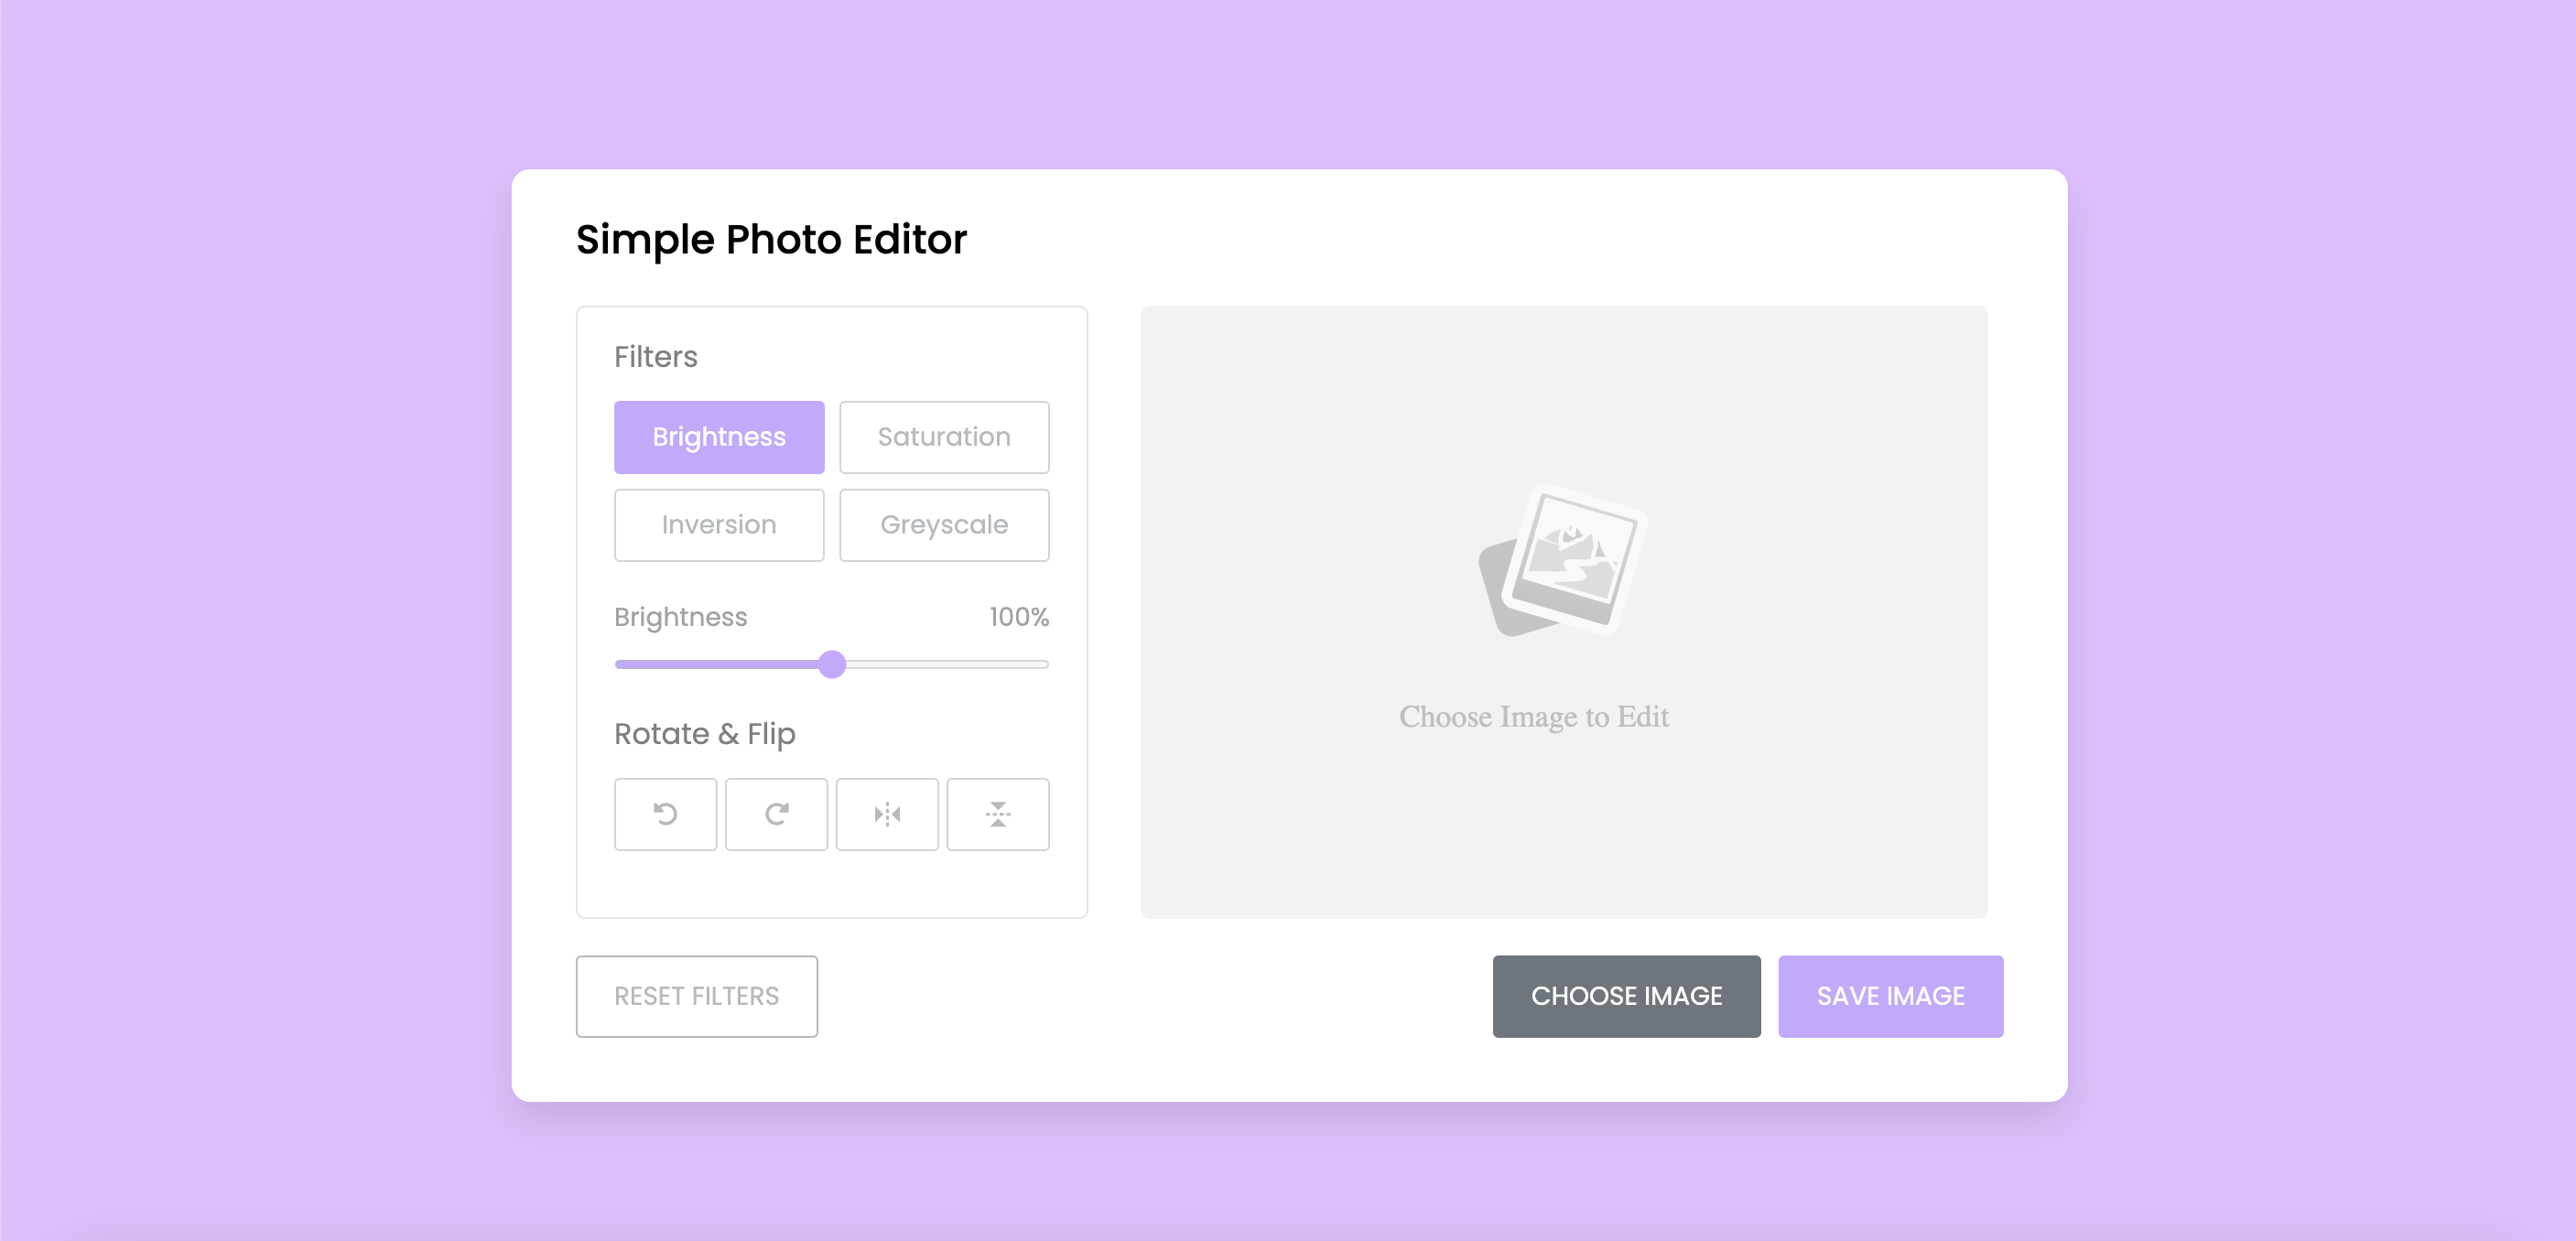 Simple Photo Editor
Filters
Brightness
Saturation
Inversion
Greyscale
Brightness 100%
Rotate & Flip
Choose Image to Edit
RESET FILTERS
CHOOSE IMAGE
SAVE IMAGE